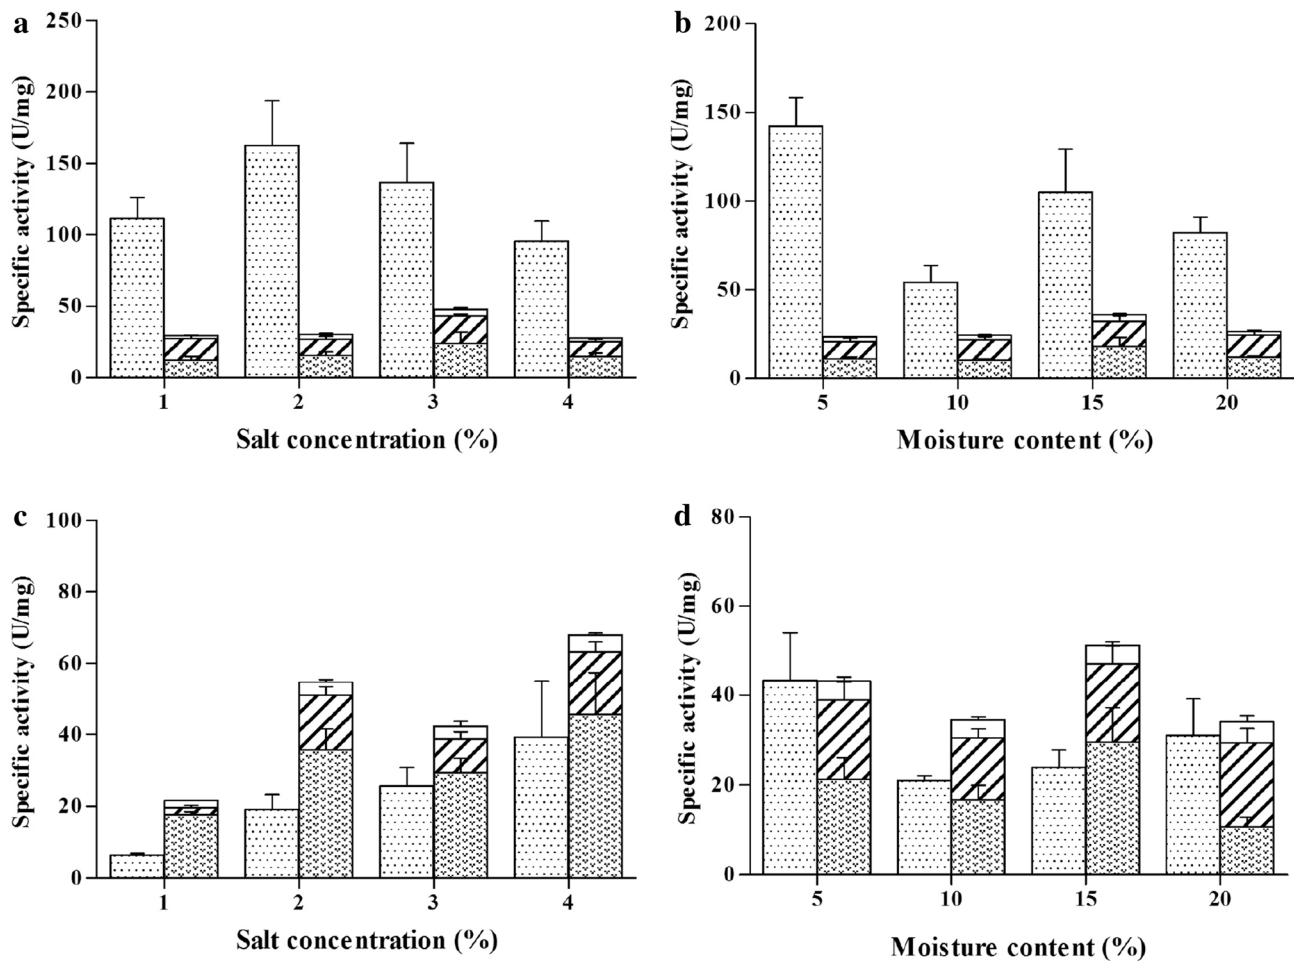 a
250
200
150
100
50
0
Specific activity (U/mg)
1 2 3 4
Salt concentration (%)
b
200
150
100
50
0
Specific activity (U/mg)
5 10 15 20
Moisture content (%)
c
100
80
60
40
20
0
Specific activity (U/mg)
1 2 3 4
Salt concentration (%)
d
80
60
40
20
0
Specific activity (U/mg)
5 10 15 20
Moisture content (%)